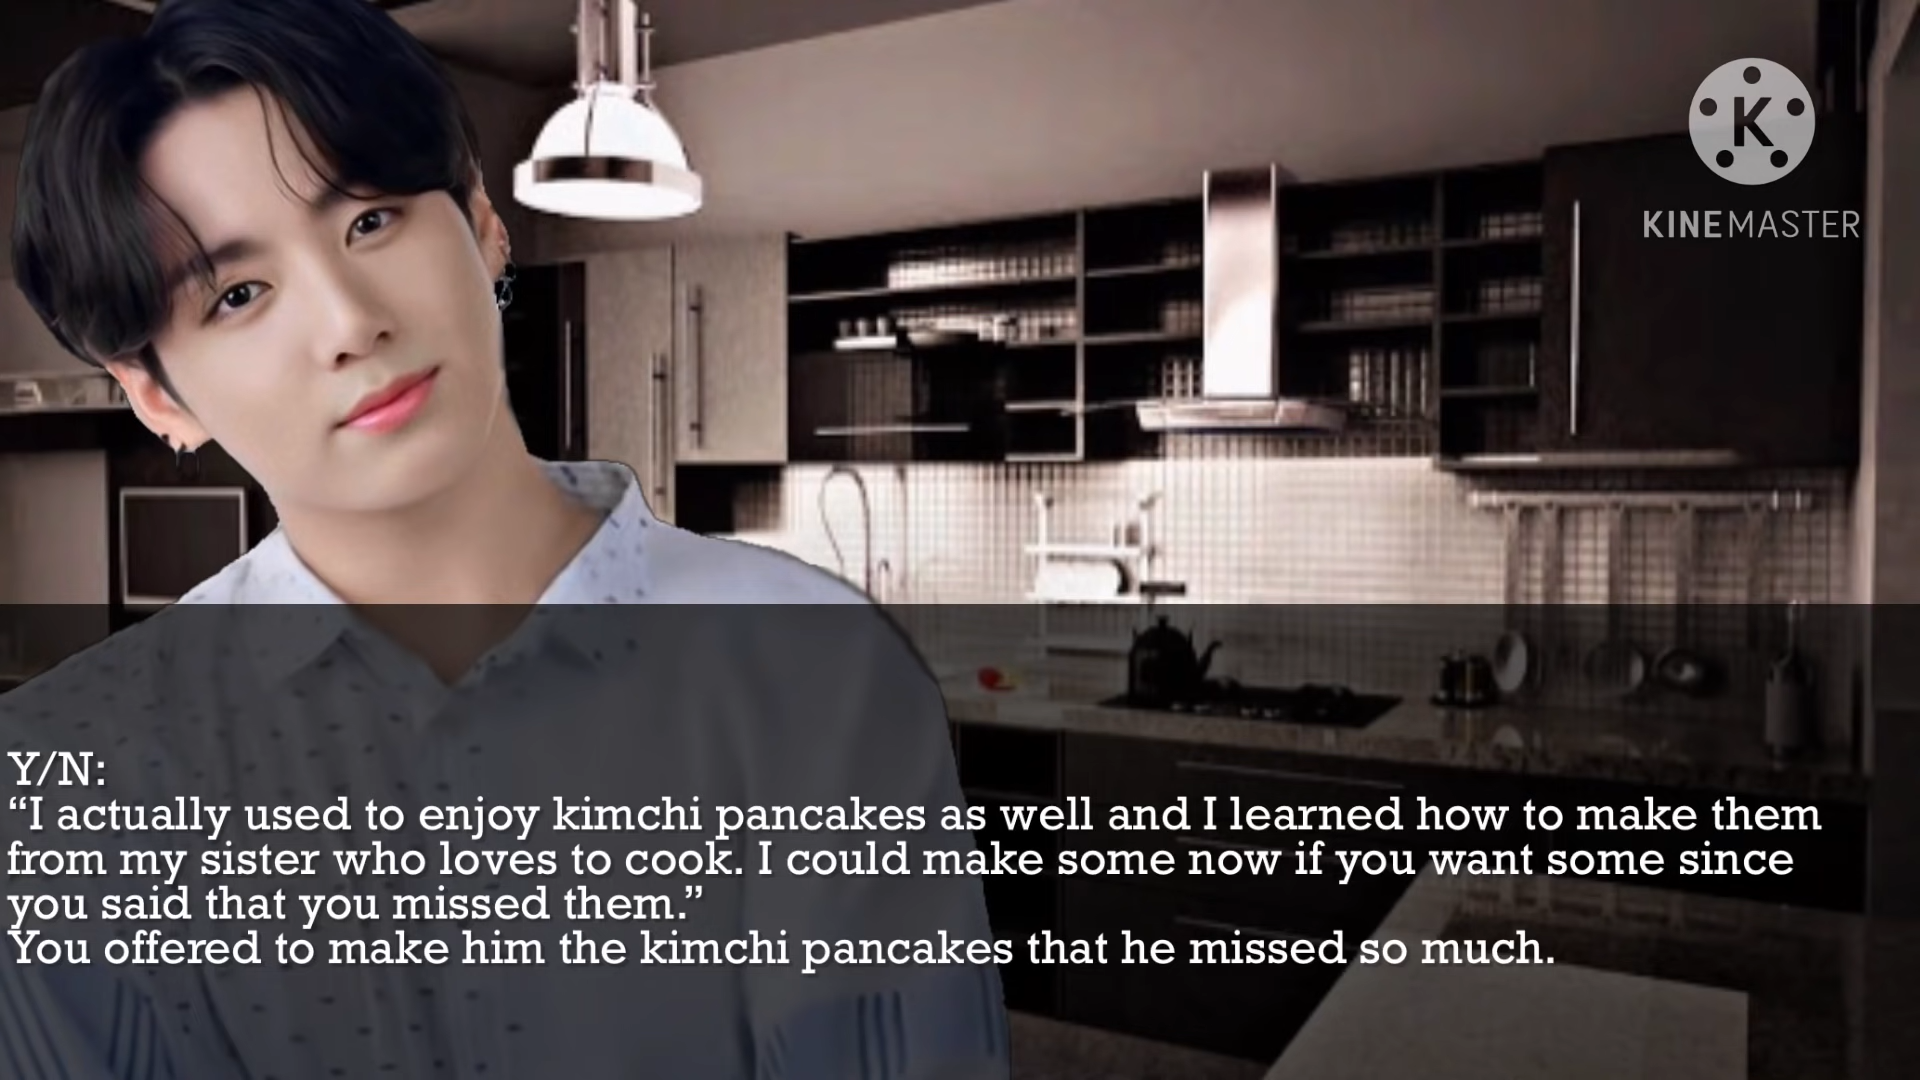 K
KINEMASTER
Y/N:
“I actually used to enjoy kimchi pancakes as well and I learned how to make them
from my sister who loves to cook. I could make some now if you want some since
you said that you missed them.”
You offered to make him the kimchi pancakes that he missed so much.